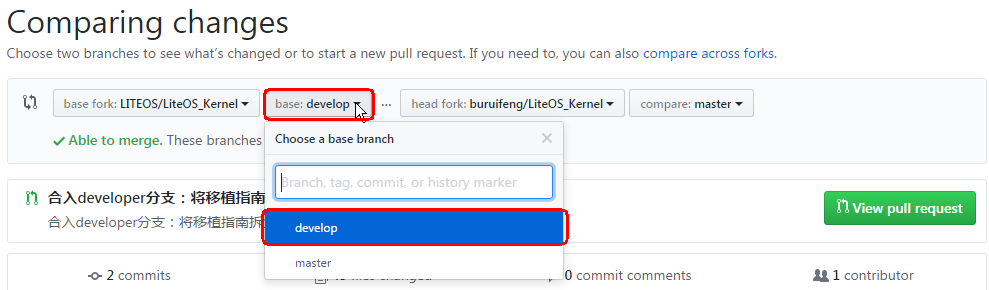 Comparing changes
Choose two branches to see what's changed or to start a new pull request. If you need to, you can also compare across forks.
base fork: LITEOS/LiteOS_Kernel base: develop ... head fork: buruifeng/LiteOS_Kernel compare: master
Able to merge. These branches
Choose a base branch
Branch, tag, commit, or history marker
合入developer分支：将移植指南
View pull request
合入developer分支：将移植指南拆
develop
master
2 commits files changed 0 commit comments 1 contributor